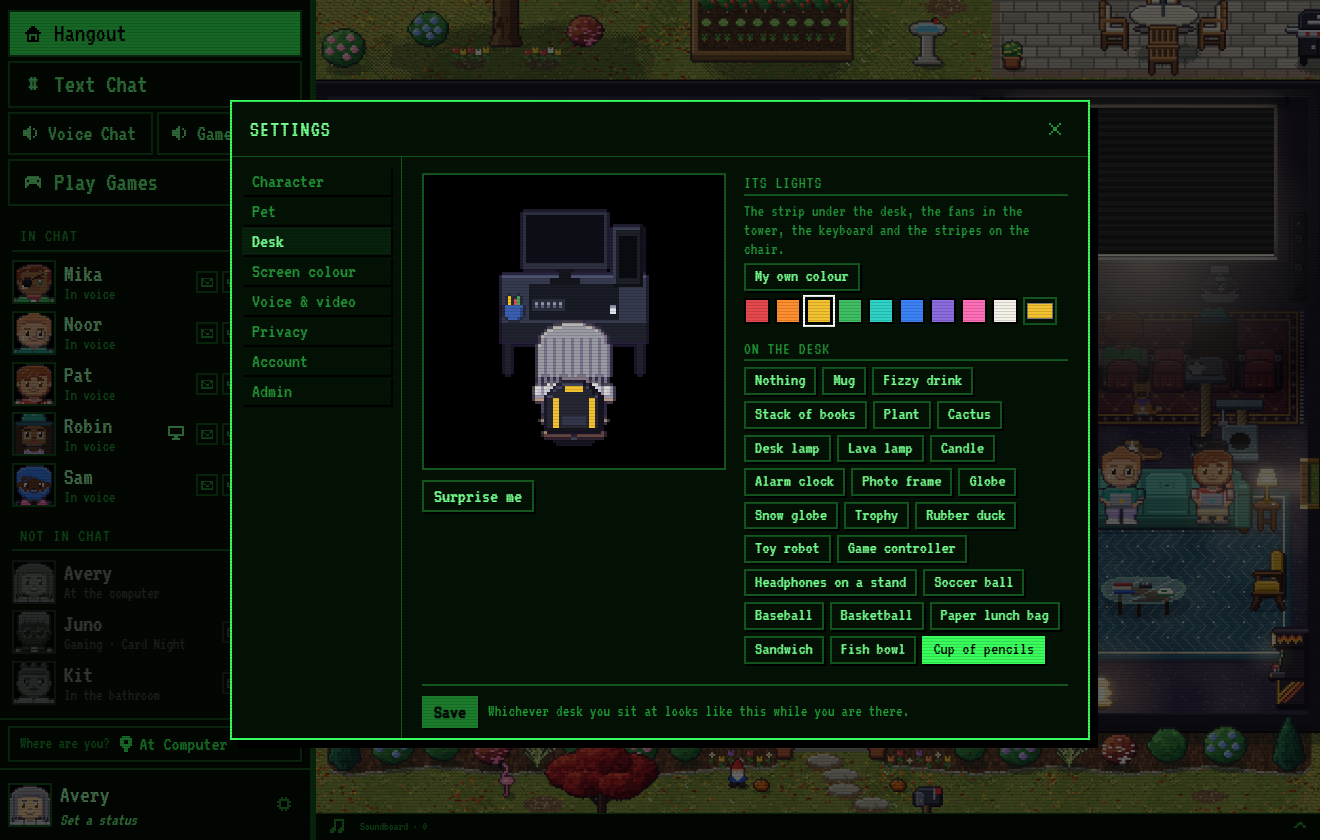 Hangout
Text Chat
Voice Chat
Game
Play Games
IN CHAT
Mika
In voice
Noor
In voice
Pat
In voice
Robin
In voice
Sam
In voice
NOT IN CHAT
Avery
At the computer
Juno
Gaming · Card Night
Kit
In the bathroom
Where are you? At Computer
Avery
Set a status
SETTINGS
Character
Pet
Desk
Screen colour
Voice & video
Privacy
Account
Admin
Surprise me
ITS LIGHTS
The strip under the desk, the fans in the
tower, the keyboard and the stripes on the
chair.
My own colour
ON THE DESK
Nothing Mug Fizzy drink
Stack of books Plant Cactus
Desk lamp Lava lamp Candle
Alarm clock Photo frame Globe
Snow globe Trophy Rubber duck
Toy robot Game controller
Headphones on a stand Soccer ball
Baseball Basketball Paper lunch bag
Sandwich Fish bowl Cup of pencils
Save Whichever desk you sit at looks like this while you are there.
Soundboard ·